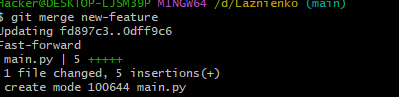 Hacker@DESKTOP-LJSM39P MINGW64 /d/Laznienko (main)
$ git merge new-feature
Updating fd897c3..0dff9c6
Fast-forward
 main.py | 5 +++++
 1 file changed, 5 insertions(+)
 create mode 100644 main.py